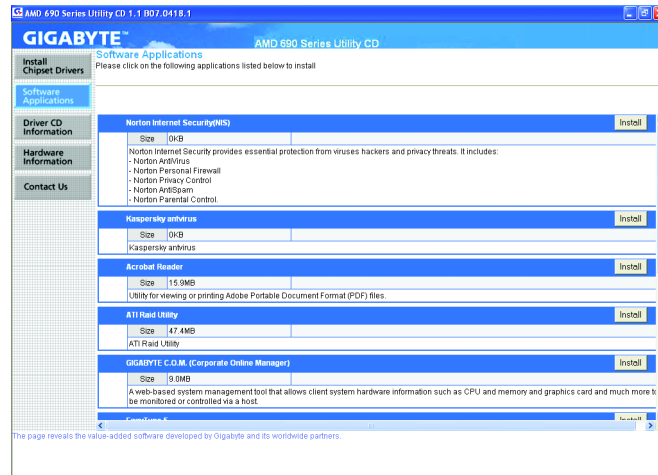 AMD 690 Series Utility CD 1.1 B07.0418.1
GIGABYTE™
AMD 690 Series Utility CD
Install
Chipset Drivers
Software
Applications
Driver CD
Information
Hardware
Information
Contact Us
Software Applications
Please click on the following applications listed below to install
Norton Internet Security(NIS)
Install
Size 0KB
Norton Internet Security provides essential protection from viruses hackers and privacy threats. It includes:
- Norton AntiVirus
- Norton Personal Firewall
- Norton Privacy Control
- Norton AntiSpam
- Norton Parental Control.
Kaspersky antvirus
Install
Size 0KB
Kaspersky antvirus
Acrobat Reader
Install
Size 15.9MB
Utility for viewing or printing Adobe Portable Document Format (PDF) files.
ATI Raid Utility
Install
Size 47.4MB
ATI Raid Utility
GIGABYTE C.O.M. (Corporate Online Manager)
Install
Size 9.0MB
A web-based system management tool that allows client system hardware information such as CPU and memory and graphics card and much more to
be monitored or controlled via a host.
Install
The page reveals the value-added software developed by Gigabyte and its worldwide partners.